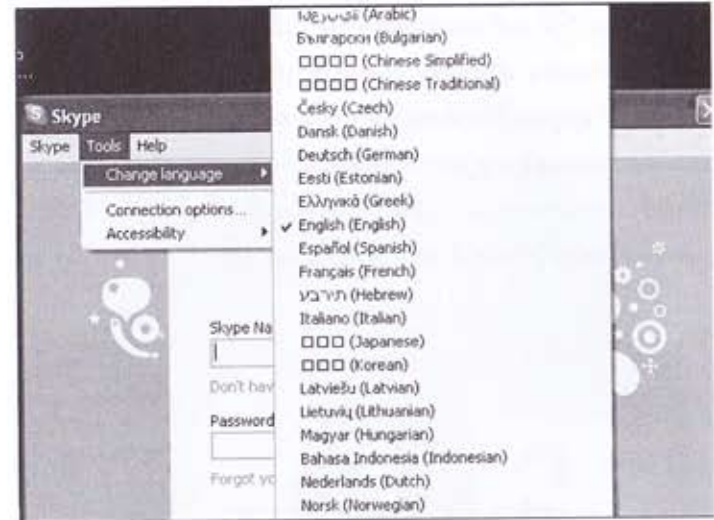 (Arabic)
Български (Bulgarian)
□□□□ (Chinese Simplified)
□□□□ (Chinese Traditional)
Česky (Czech)
Dansk (Danish)
Deutsch (German)
Eesti (Estonian)
Ελληνικά (Greek)
English (English)
Español (Spanish)
Français (French)
עברית (Hebrew)
Italiano (Italian)
□□□ (Japanese)
□□□ (Korean)
Latviešu (Latvian)
Lietuvių (Lithuanian)
Magyar (Hungarian)
Bahasa Indonesia (Indonesian)
Nederlands (Dutch)
Norsk (Norwegian)
Skype
Skype Tools Help
Change language
Connection options...
Accessibility
Skype Na
Don't hav
Password
Forgot yo